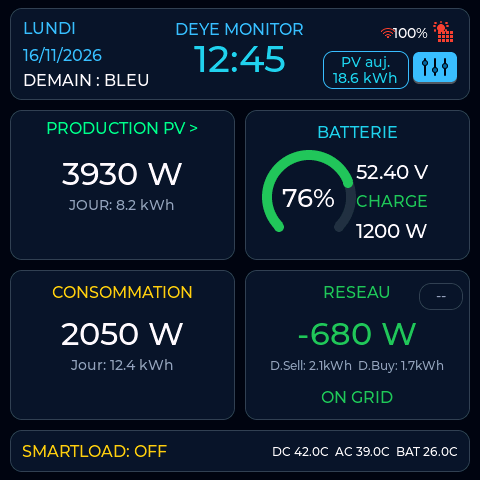 LUNDI
16/11/2026
DEMAIN : BLEU
DEYE MONITOR
12:45
100%
PV auj.
18.6 kWh
PRODUCTION PV >
3930 W
JOUR: 8.2 kWh
BATTERIE
76%
52.40 V
CHARGE
1200 W
CONSOMMATION
2050 W
Jour: 12.4 kWh
RESEAU
--
-680 W
D.Sell: 2.1kWh D.Buy: 1.7kWh
ON GRID
SMARTLOAD: OFF
DC 42.0C AC 39.0C BAT 26.0C